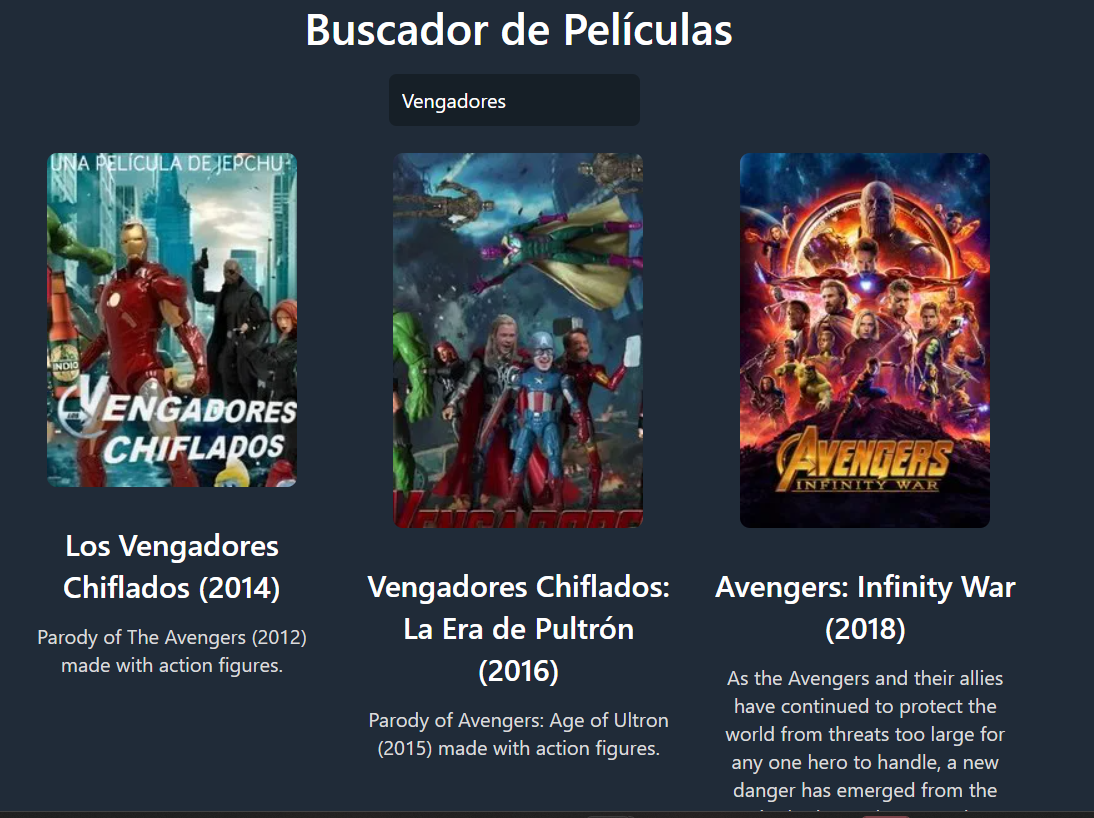 Buscador de Películas
Vengadores
UNA PELÍCULA DE JEPCHU
INDIO
LOS
VENGADORES
CHIFLADOS
AVENGERS
INFINITY WAR
Los Vengadores
Chiflados (2014)
Parody of The Avengers (2012)
made with action figures.
Vengadores Chiflados:
La Era de Pultrón
(2016)
Parody of Avengers: Age of Ultron
(2015) made with action figures.
Avengers: Infinity War
(2018)
As the Avengers and their allies
have continued to protect the
world from threats too large for
any one hero to handle, a new
danger has emerged from the